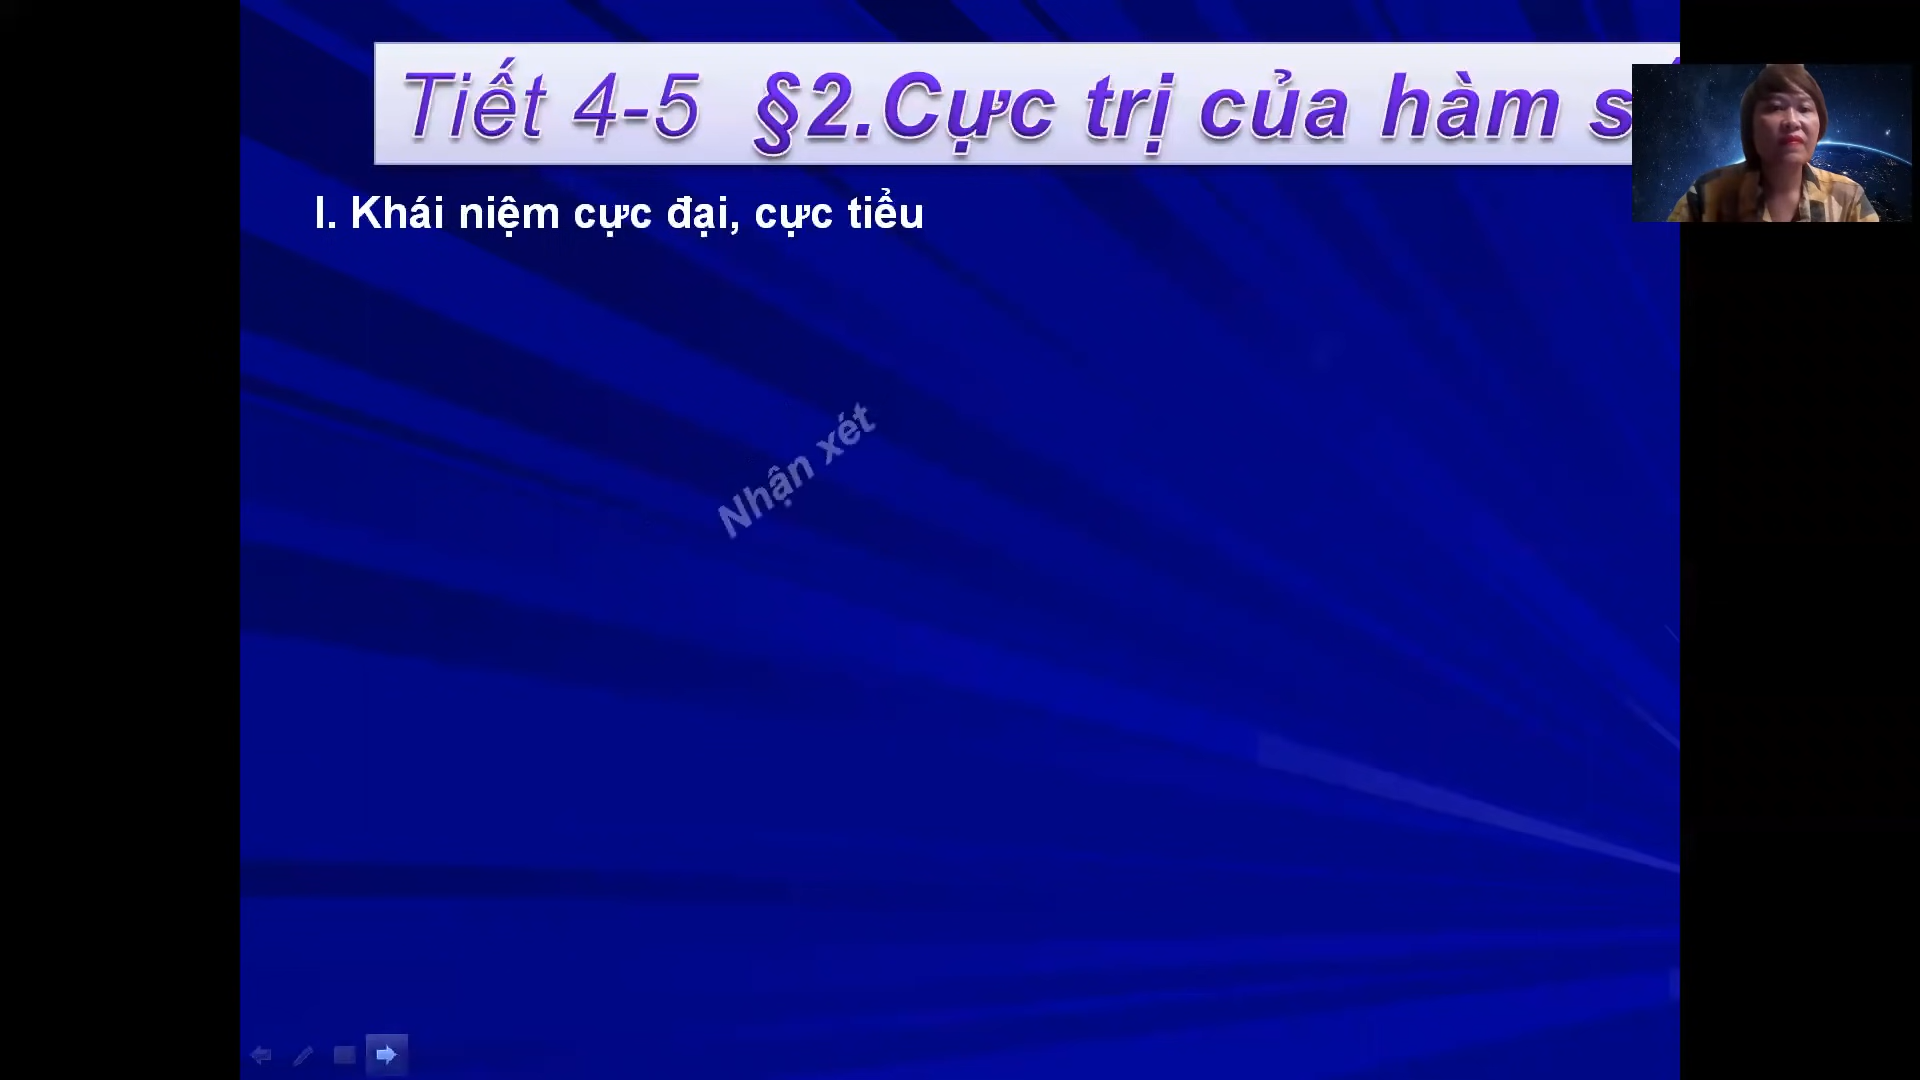 Tiết 4-5 §2.Cực trị của hàm s
I. Khái niệm cực đại, cực tiểu
Nhận xét